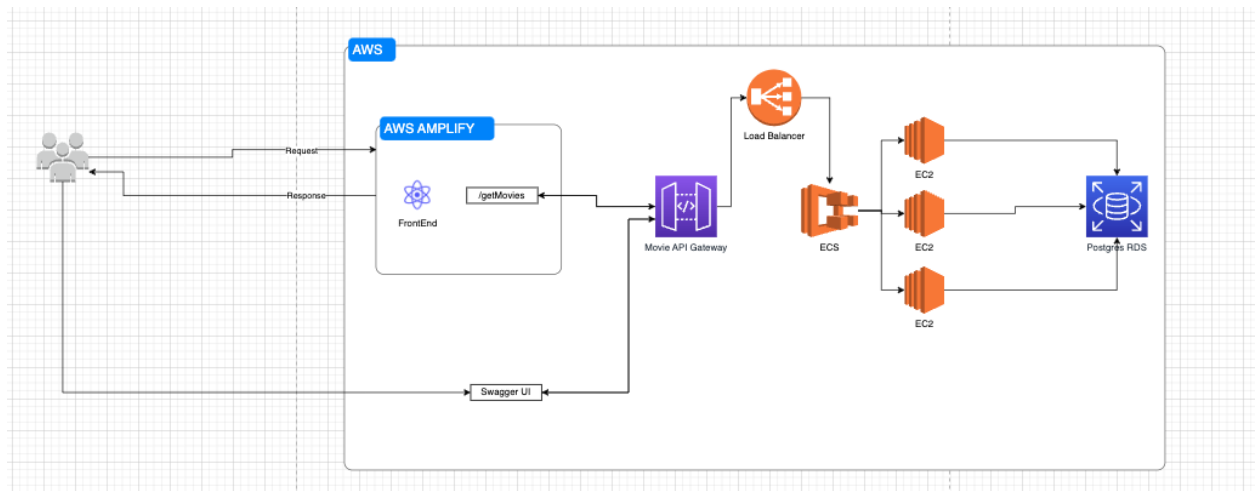 AWS
AWS AMPLIFY
Request
Response
FrontEnd
/getMovies
Movie API Gateway
Load Balancer
ECS
EC2
EC2
EC2
Postgres RDS
Swagger UI